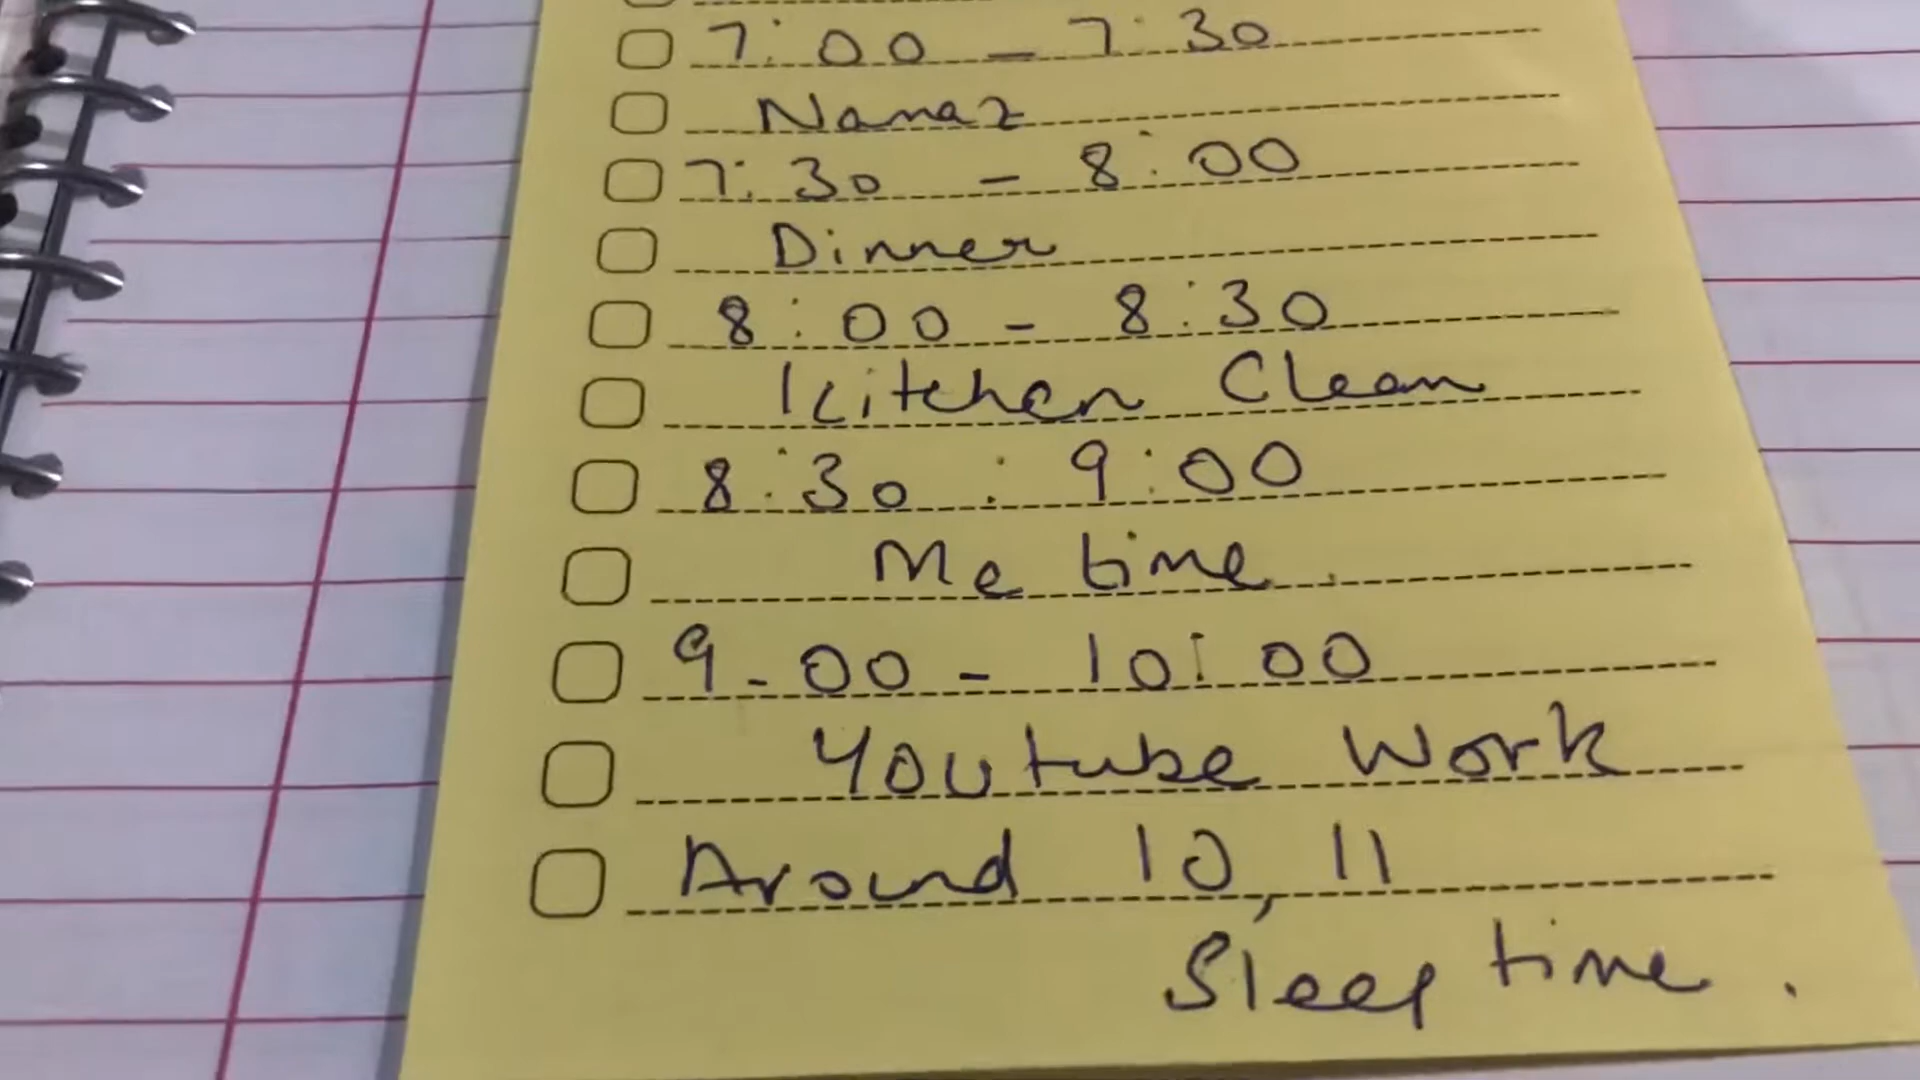 7:00 - 7:30
Namaz
7:30 - 8:00
Dinner
8:00 - 8:30
Kitchen Clean
8:30 : 9:00
Me time.
9-00 - 10:00
Youtube Work
Around 10, 11
Sleep time.